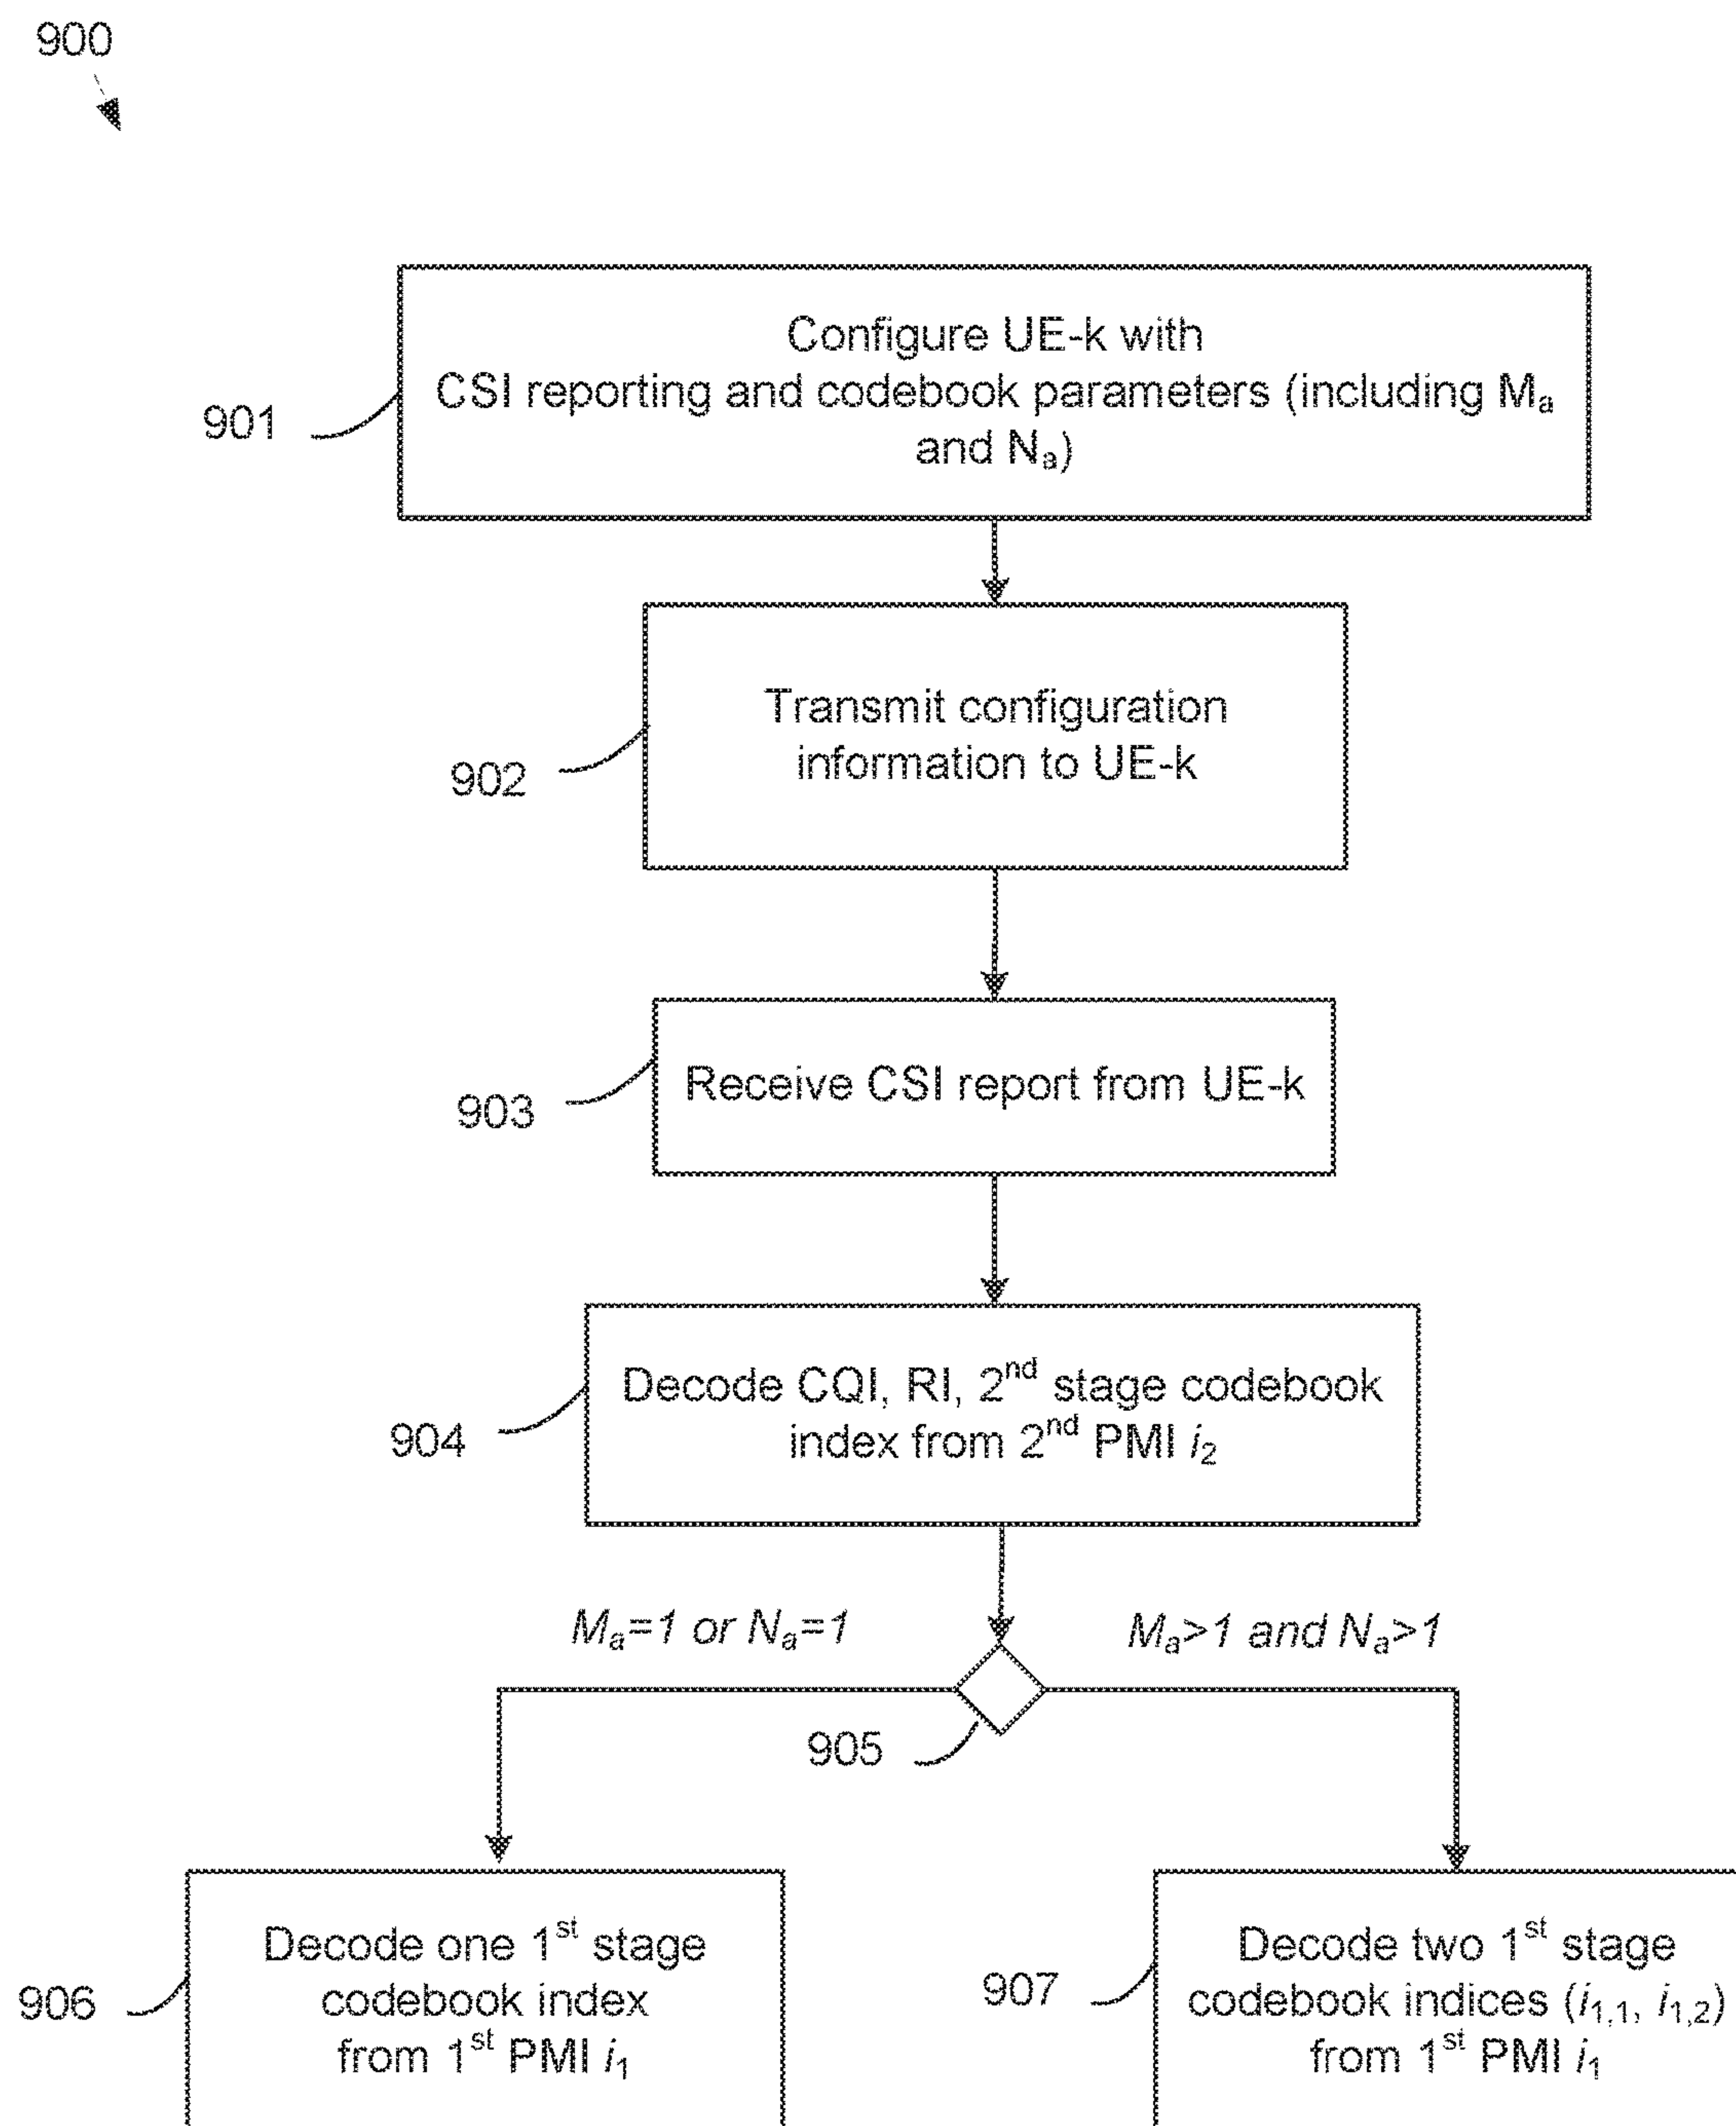 900
Configure UE-k with
CSI reporting and codebook parameters (including Ma
and Na)
901
Transmit configuration
information to UE-k
902
Receive CSI report from UE-k
903
Decode CQI, RI, 2nd stage codebook
index from 2nd PMI i2
904
Ma=1 or Na=1
Ma>1 and Na>1
905
Decode one 1st stage
codebook index
from 1st PMI i1
906
Decode two 1st stage
codebook indices (i1,1, i1,2)
from 1st PMI i1
907